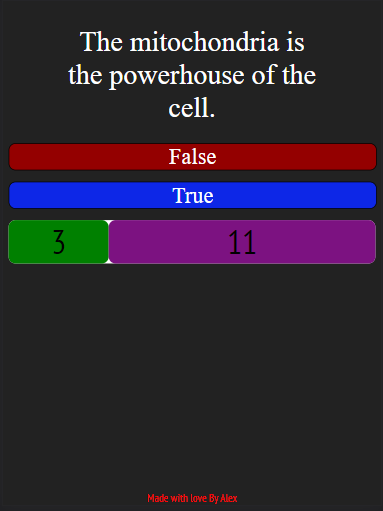 The mitochondria is
the powerhouse of the
cell.
False
True
3 11
Made with love By Alex